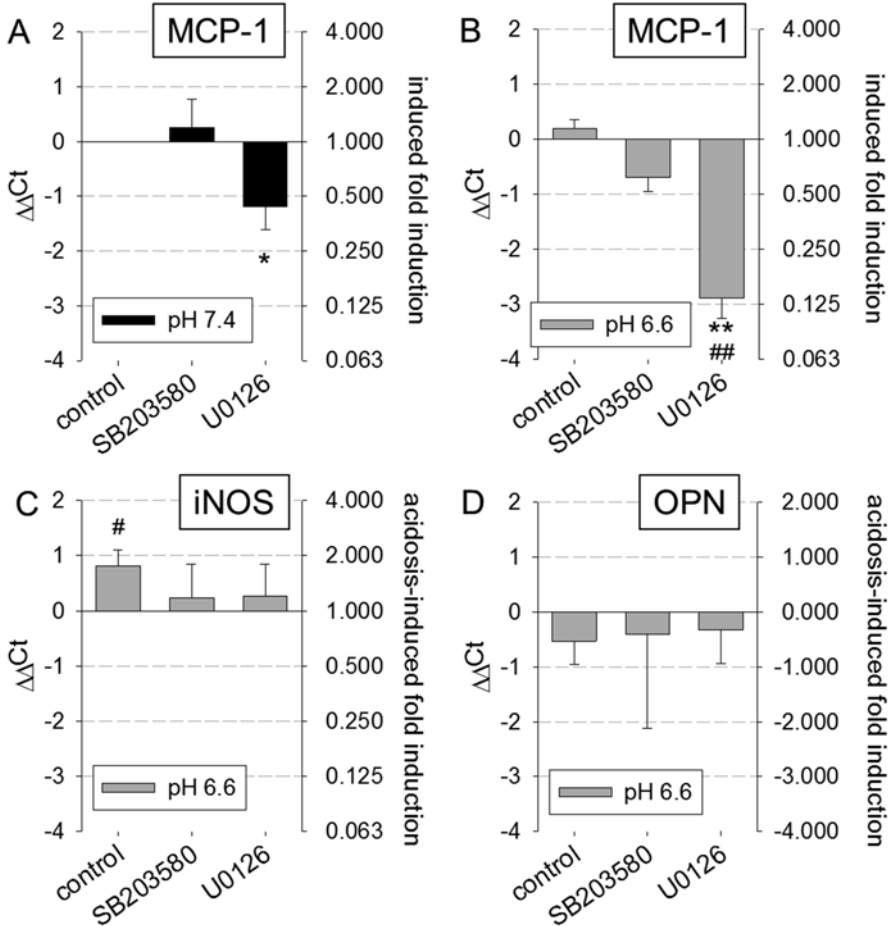 A
MCP-1
2
1
0
-1
-2
-3
-4
ΔΔCt
4.000
2.000
1.000
0.500
0.250
0.125
0.063
induced fold induction
*
pH 7.4
control
SB203580
U0126
B
MCP-1
2
1
0
-1
-2
-3
-4
ΔΔCt
4.000
2.000
1.000
0.500
0.250
0.125
0.063
induced fold induction
**
##
pH 6.6
control
SB203580
U0126
C
iNOS
2
1
0
-1
-2
-3
-4
ΔΔCt
4.000
2.000
1.000
0.500
0.250
0.125
0.063
acidosis-induced fold induction
#
pH 6.6
control
SB203580
U0126
D
OPN
2
1
0
-1
-2
-3
-4
ΔΔCt
2.000
1.000
0.000
-1.000
-2.000
-3.000
-4.000
acidosis-induced fold induction
pH 6.6
control
SB203580
U0126